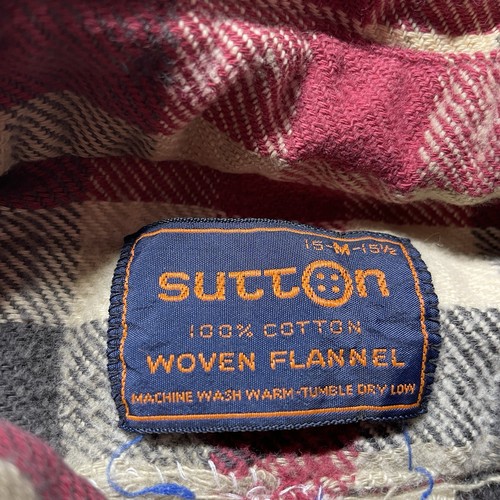 15-M-15½
sutton
100% COTTON
WOVEN FLANNEL
MACHINE WASH WARM-TUMBLE DRY LOW